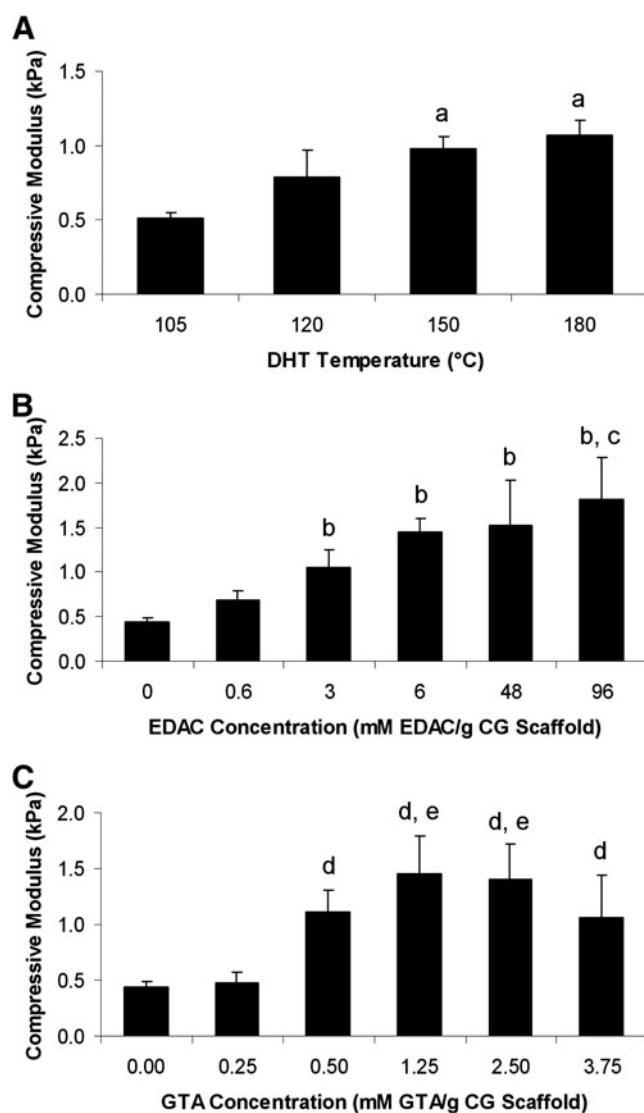 A
Compressive Modulus (kPa)
1.5
1.0
0.5
0.0
a
a
105 120 150 180
DHT Temperature (°C)
B
Compressive Modulus (kPa)
2.5
2.0
1.5
1.0
0.5
0.0
b
b
b
b, c
0 0.6 3 6 48 96
EDAC Concentration (mM EDAC/g CG Scaffold)
C
Compressive Modulus (kPa)
2.0
1.5
1.0
0.5
0.0
d
d, e
d, e
d
0.00 0.25 0.50 1.25 2.50 3.75
GTA Concentration (mM GTA/g CG Scaffold)